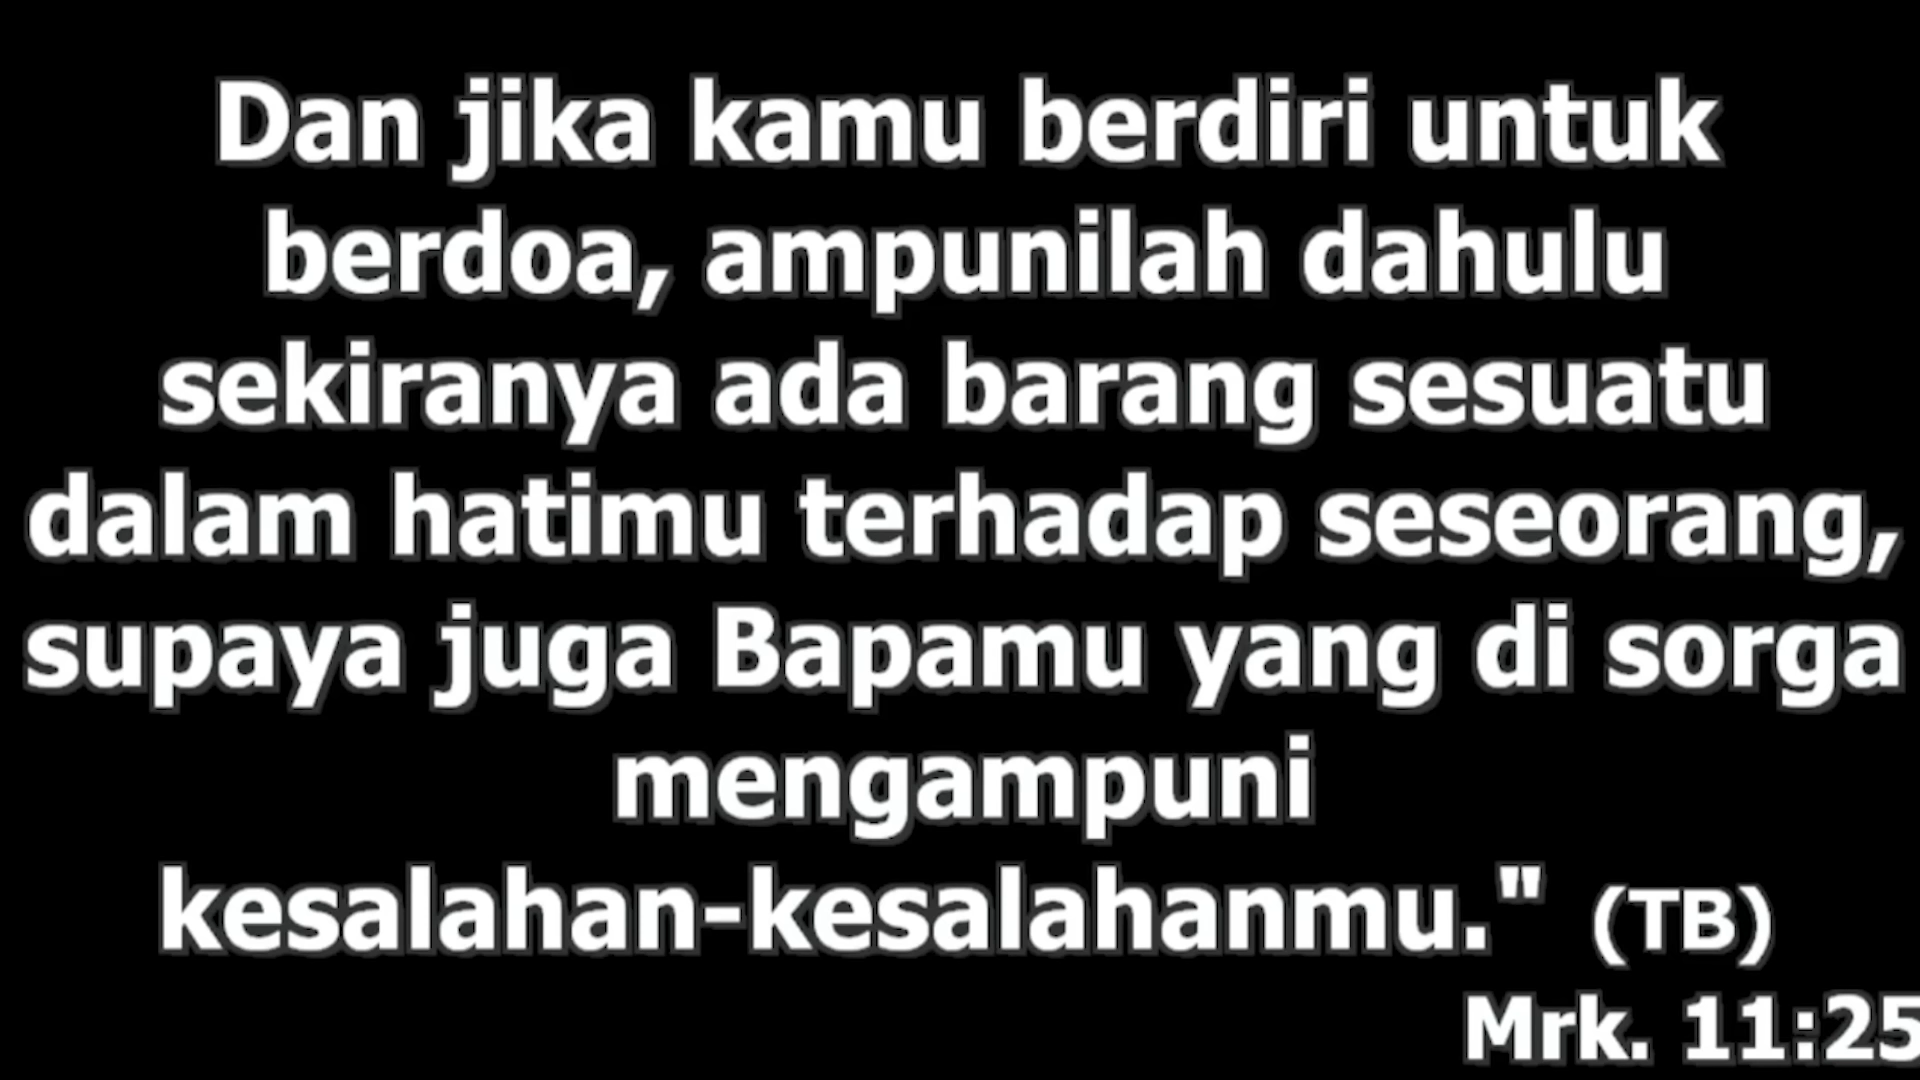 Dan jika kamu berdiri untuk
berdoa, ampunilah dahulu
sekiranya ada barang sesuatu
dalam hatimu terhadap seseorang,
supaya juga Bapamu yang di sorga
mengampuni
kesalahan-kesalahanmu." (TB)
Mrk. 11:25